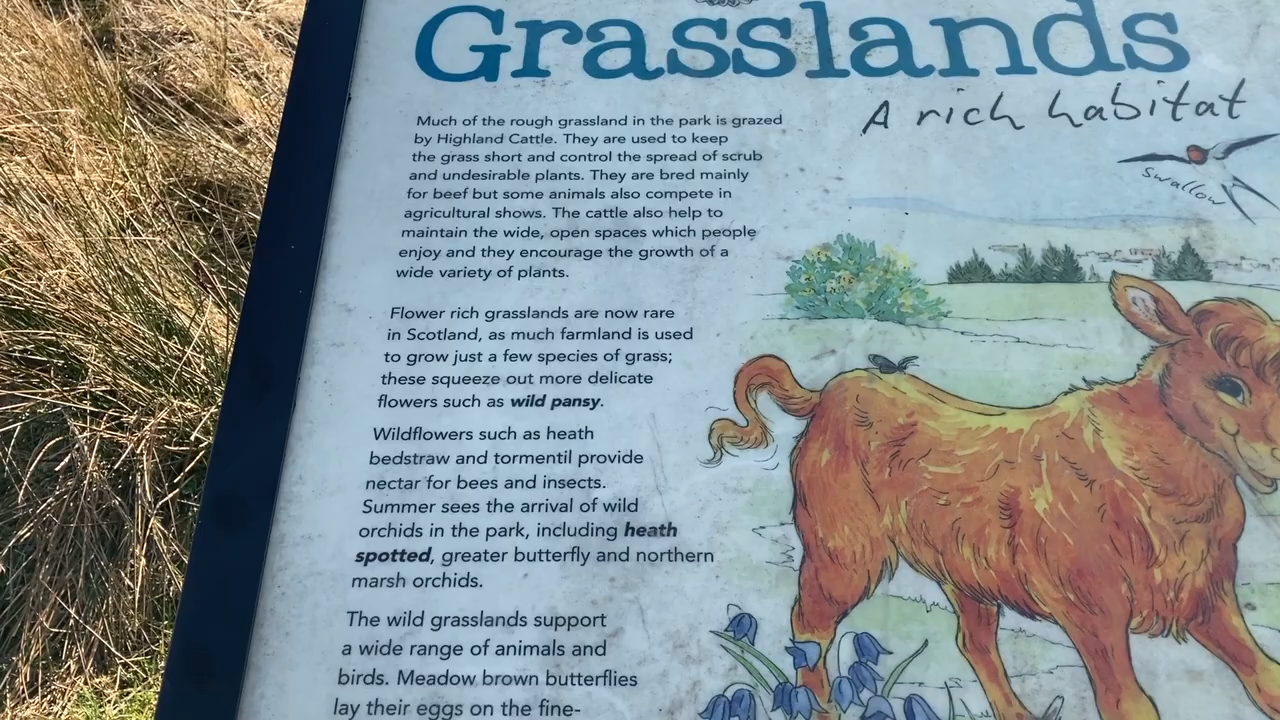 Grasslands
A rich habitat
swallow
Much of the rough grassland in the park is grazed
by Highland Cattle. They are used to keep
the grass short and control the spread of scrub
and undesirable plants. They are bred mainly
for beef but some animals also compete in
agricultural shows. The cattle also help to
maintain the wide, open spaces which people
enjoy and they encourage the growth of a
wide variety of plants.
Flower rich grasslands are now rare
in Scotland, as much farmland is used
to grow just a few species of grass;
these squeeze out more delicate
flowers such as wild pansy.
Wildflowers such as heath
bedstraw and tormentil provide
nectar for bees and insects.
Summer sees the arrival of wild
orchids in the park, including heath
spotted, greater butterfly and northern
marsh orchids.
The wild grasslands support
a wide range of animals and
birds. Meadow brown butterflies
lay their eggs on the fine-